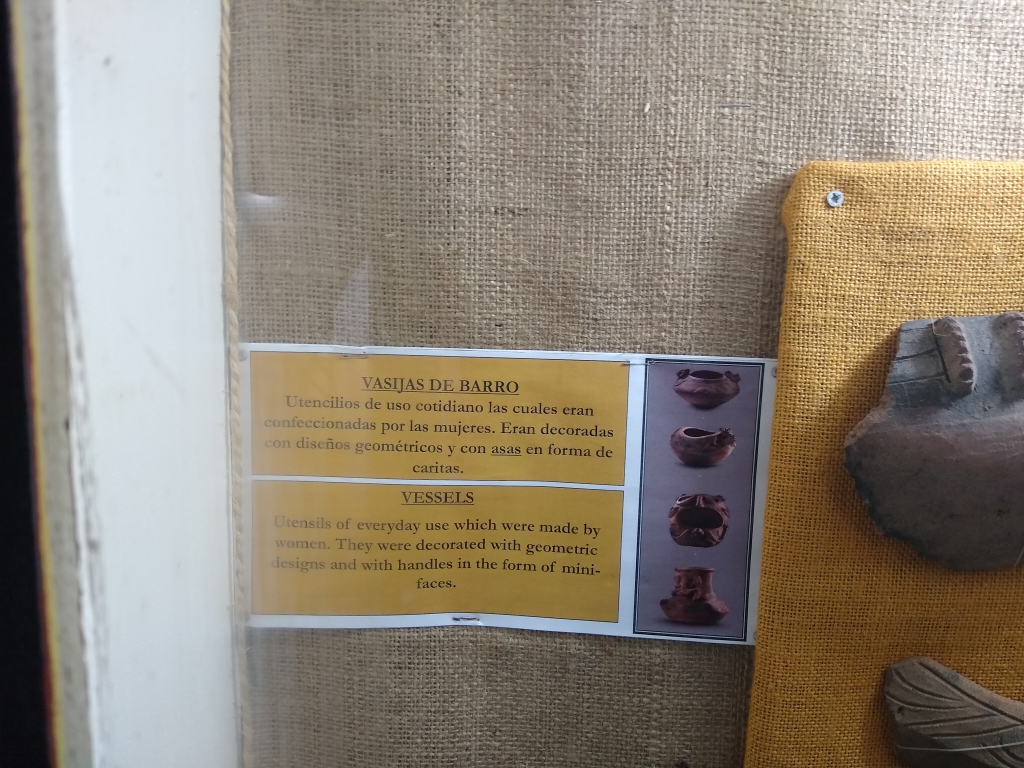 VASIJAS DE BARRO
Utencilios de uso cotidiano las cuales eran
confeccionadas por las mujeres. Eran decoradas
con diseños geométricos y con asas en forma de
caritas.
VESSELS
Utensils of everyday use which were made by
women. They were decorated with geometric
designs and with handles in the form of mini-
faces.